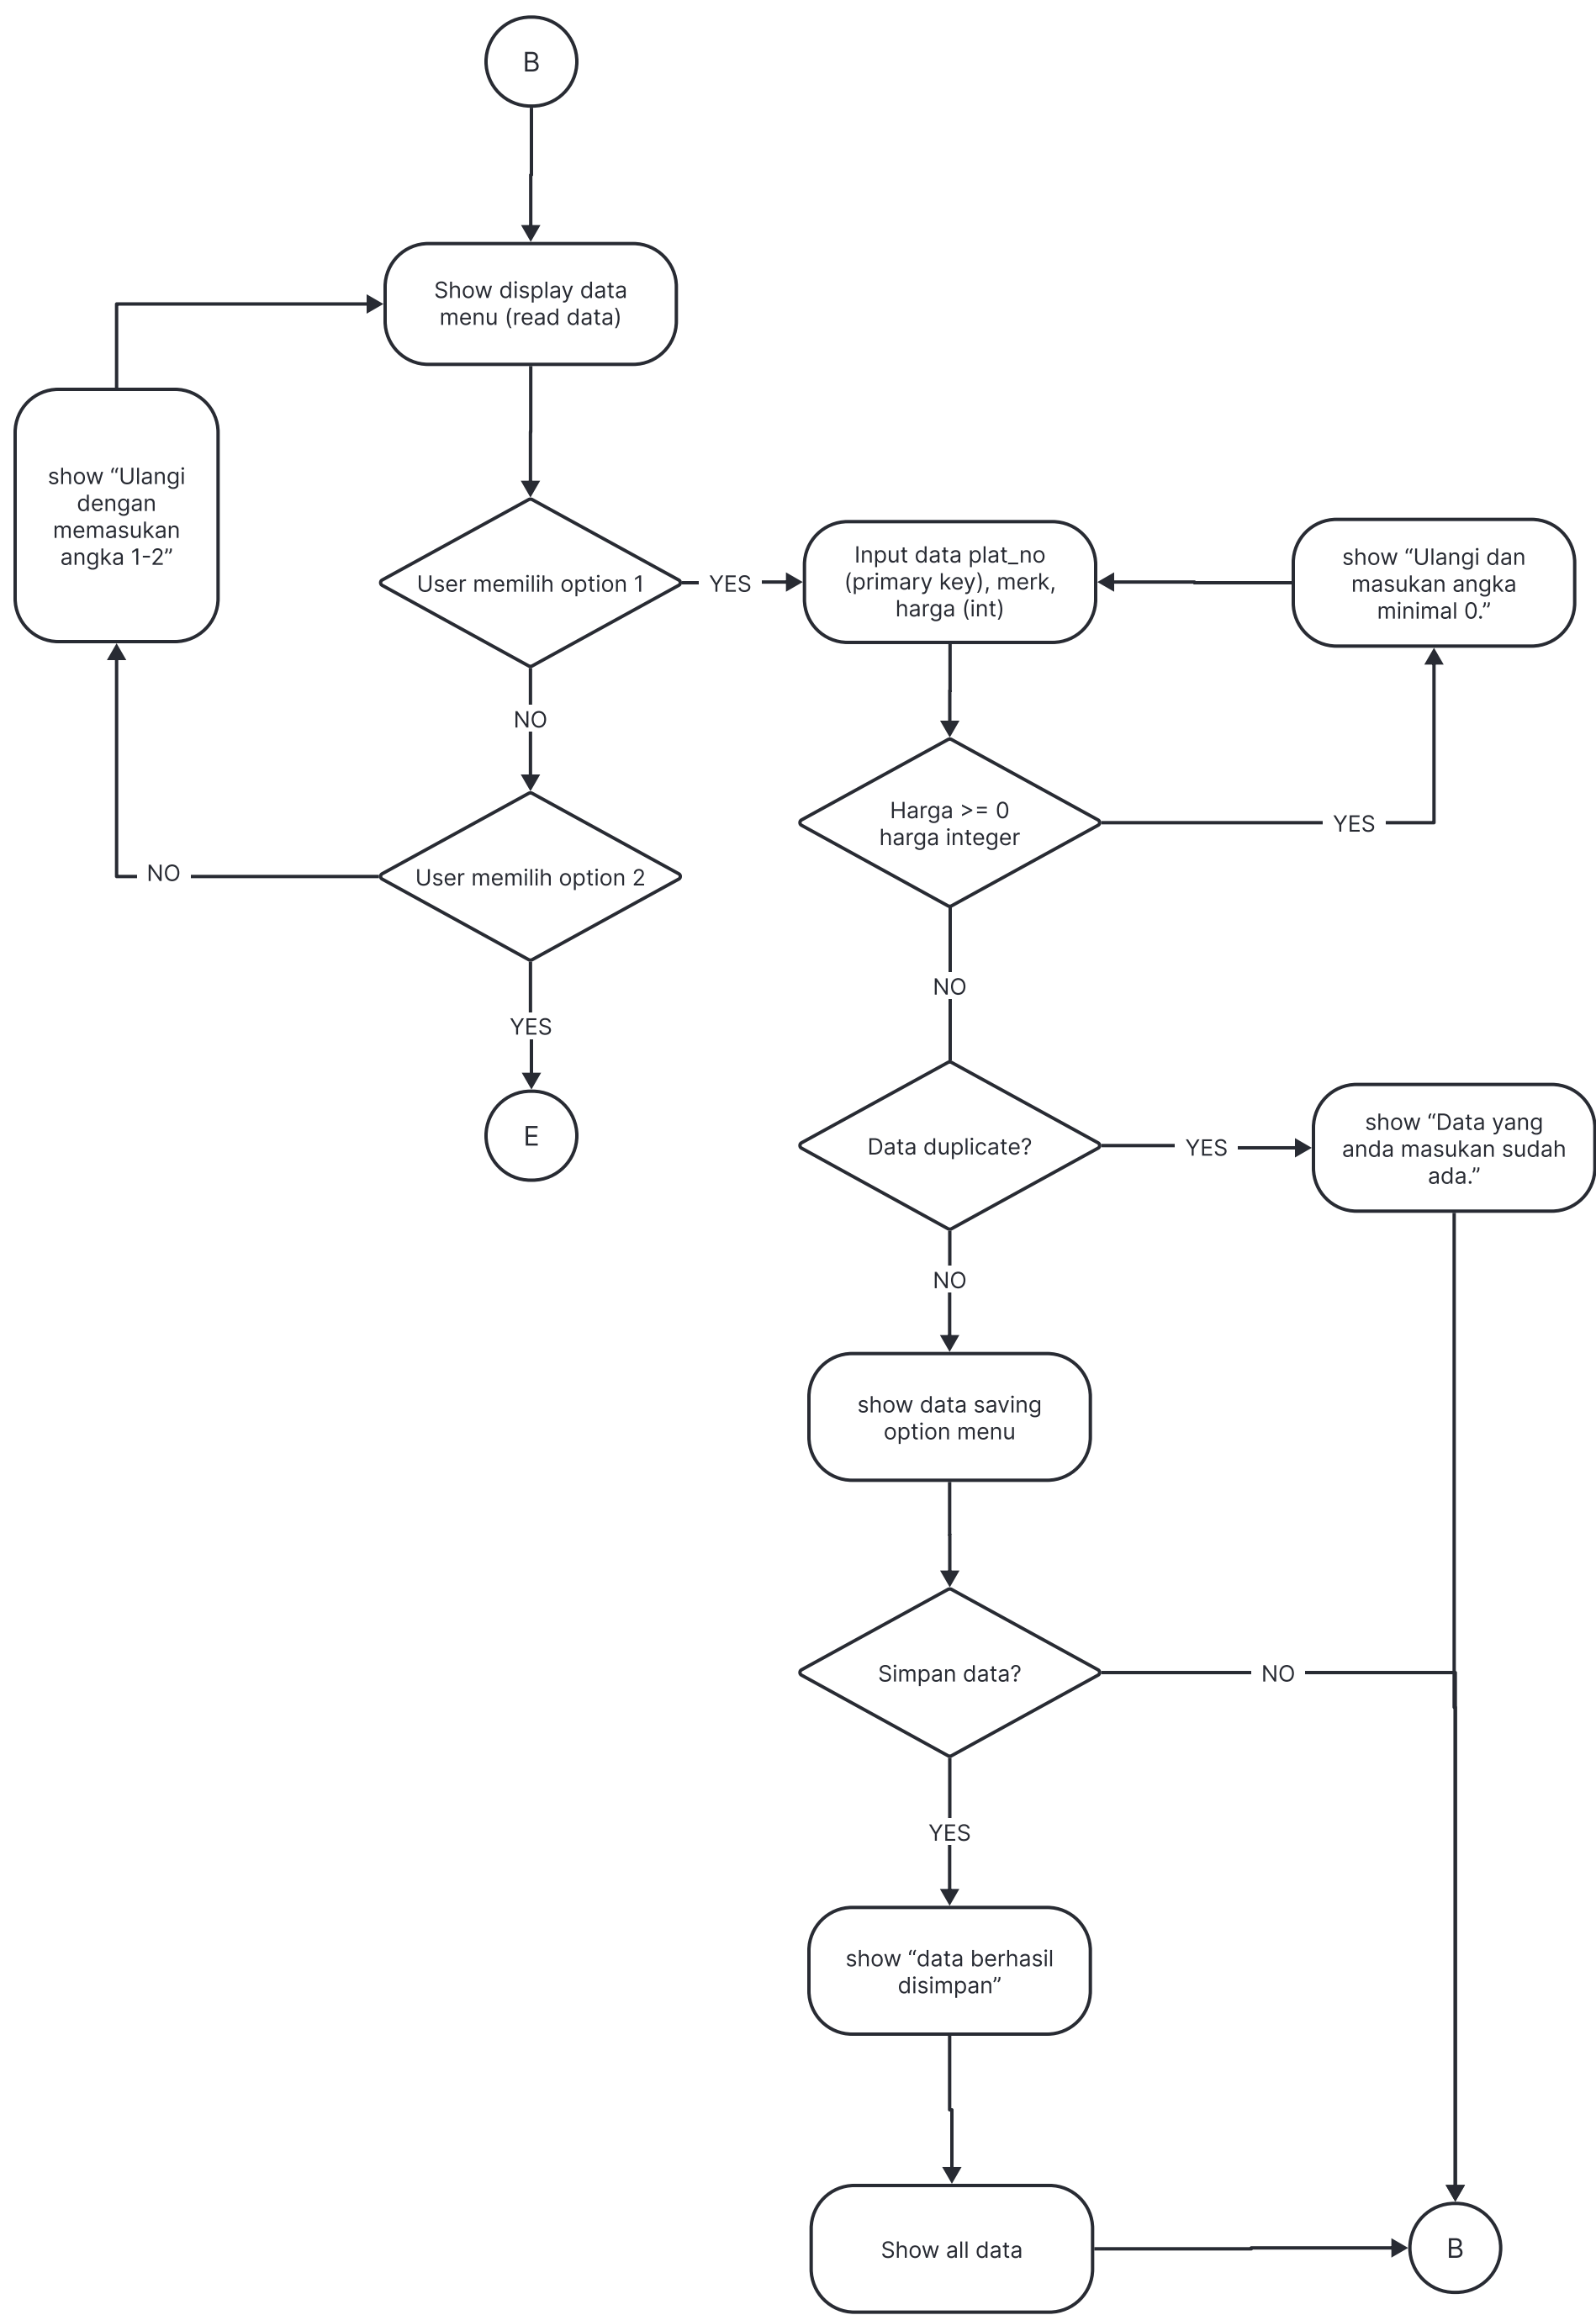 B
Show display data
menu (read data)
show “Ulangi
dengan
memasukan
angka 1-2”
User memilih option 1
YES
Input data plat_no
(primary key), merk,
harga (int)
show “Ulangi dan
masukan angka
minimal 0.”
NO
Harga >= 0
harga integer
YES
User memilih option 2
NO
NO
YES
E
Data duplicate?
YES
show “Data yang
anda masukan sudah
ada.”
NO
show data saving
option menu
Simpan data?
NO
YES
show “data berhasil
disimpan”
Show all data
B